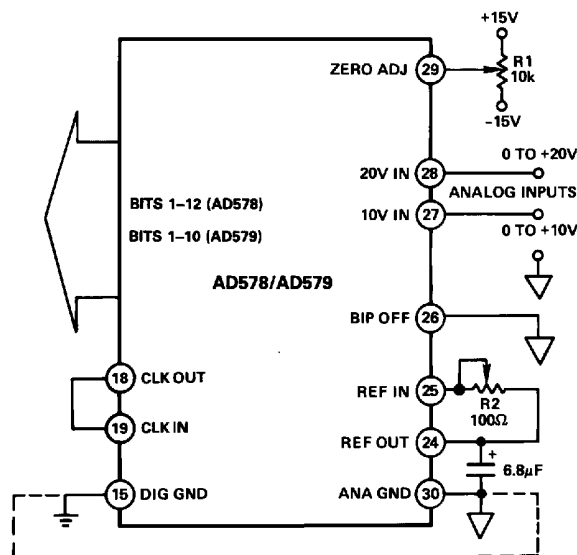 +15V
ZERO ADJ
29
R1
10k
-15V
0 TO +20V
20V IN
28
BITS 1–12 (AD578)
ANALOG INPUTS
10V IN
27
BITS 1–10 (AD579)
0 TO +10V
AD578/AD579
BIP OFF
26
18
CLK OUT
REF IN
25
R2
100Ω
19
CLK IN
REF OUT
24
+
6.8μF
15
DIG GND
ANA GND
30